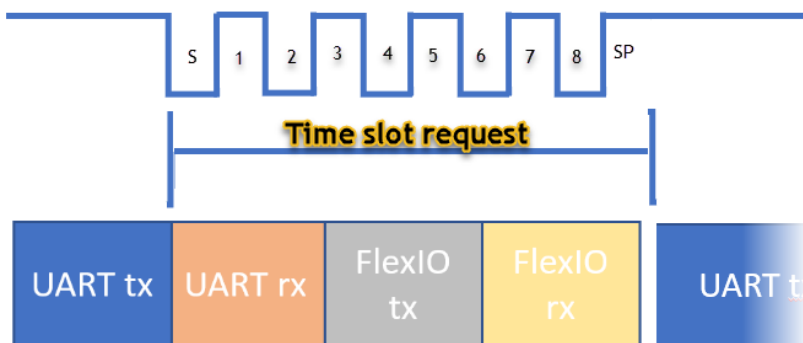 S 1 2 3 4 5 6 7 8 SP
Time slot request
UART tx UART rx FlexIO FlexIO UART t
tx rx